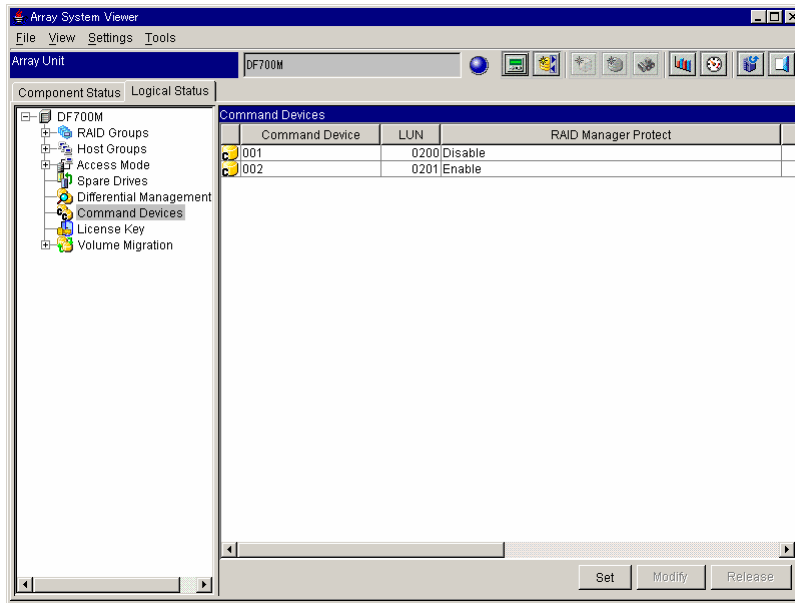 Array System Viewer
File View Settings Tools
Array Unit DF700M
Component Status Logical Status
DF700M
RAID Groups
Host Groups
Access Mode
Spare Drives
Differential Management
Command Devices
License Key
Volume Migration
Command Devices
Command Device LUN RAID Manager Protect
001 0200 Disable
002 0201 Enable
Set Modify Release